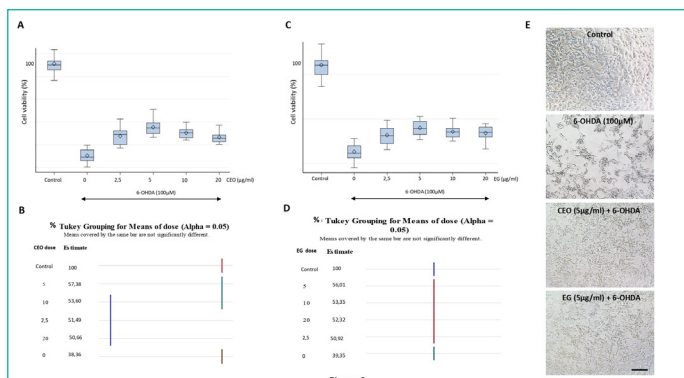 A
Cell viability (%)
100
Control
0
2,5
5
10
20
CEO (µg/ml)
6-OHDA (100µM)
B
% Tukey Grouping for Means of dose (Alpha = 0.05)
Means covered by the same bar are not significantly different.
CEO dose Estimate
Control 100
5 57,38
10 53,60
2,5 51,49
20 50,66
0 38,36
C
Cell viability (%)
100
Control
0
2,5
5
10
20
EG (µg/ml)
6-OHDA (100µM)
D
% Tukey Grouping for Means of dose (Alpha =
0.05)
Means covered by the same bar are not significantly different.
EG dose Estimate
Control 100
5 56,01
10 53,35
20 52,32
2,5 50,92
0 39,35
E
Control
6-OHDA (100µM)
CEO (5µg/ml) + 6-OHDA
EG (5µg/ml) + 6-OHDA